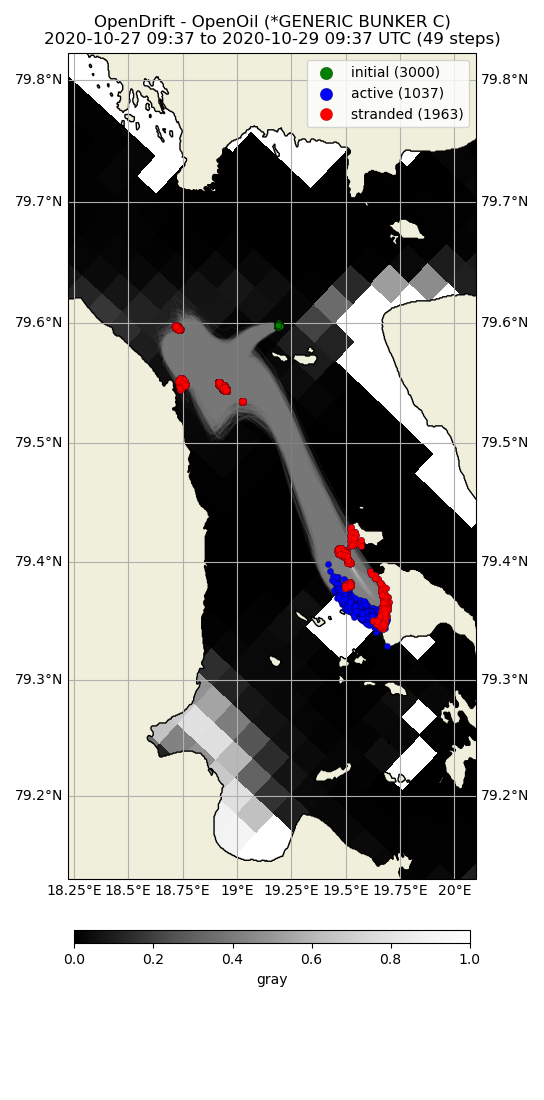 OpenDrift - OpenOil (*GENERIC BUNKER C)
2020-10-27 09:37 to 2020-10-29 09:37 UTC (49 steps)
initial (3000)
active (1037)
stranded (1963)
79.8°N 79.8°N
79.7°N 79.7°N
79.6°N 79.6°N
79.5°N 79.5°N
79.4°N 79.4°N
79.3°N 79.3°N
79.2°N 79.2°N
18.25°E 18.5°E 18.75°E 19°E 19.25°E 19.5°E 19.75°E 20°E
0.0 0.2 0.4 0.6 0.8 1.0
gray